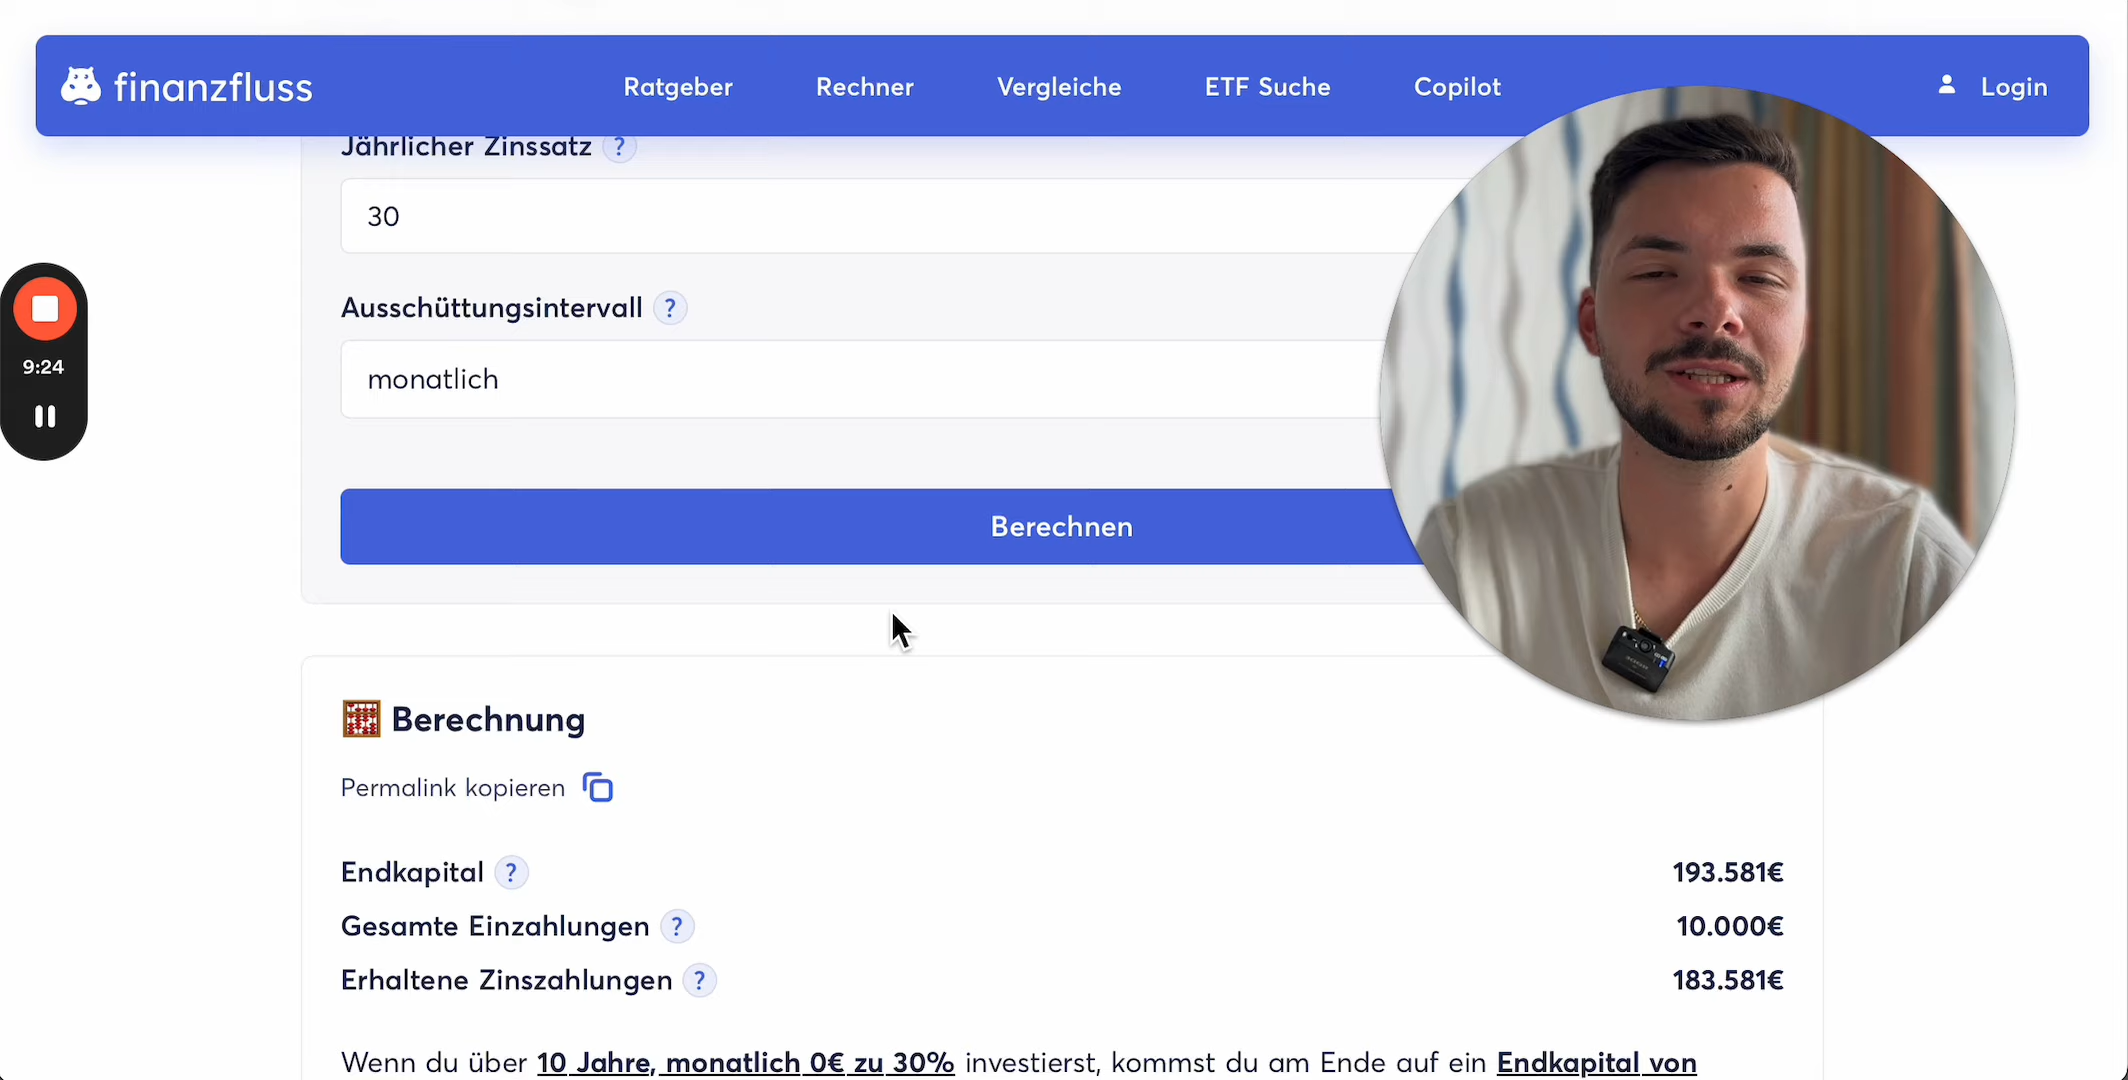 finanzfluss
Ratgeber
Rechner
Vergleiche
ETF Suche
Copilot
Login
Jährlicher Zinssatz ?
30
9:24
Ausschüttungsintervall ?
monatlich
Berechnen
Berechnung
Permalink kopieren
Endkapital ? 193.581€
Gesamte Einzahlungen ? 10.000€
Erhaltene Zinszahlungen ? 183.581€
Wenn du über 10 Jahre, monatlich 0€ zu 30% investierst, kommst du am Ende auf ein Endkapital von